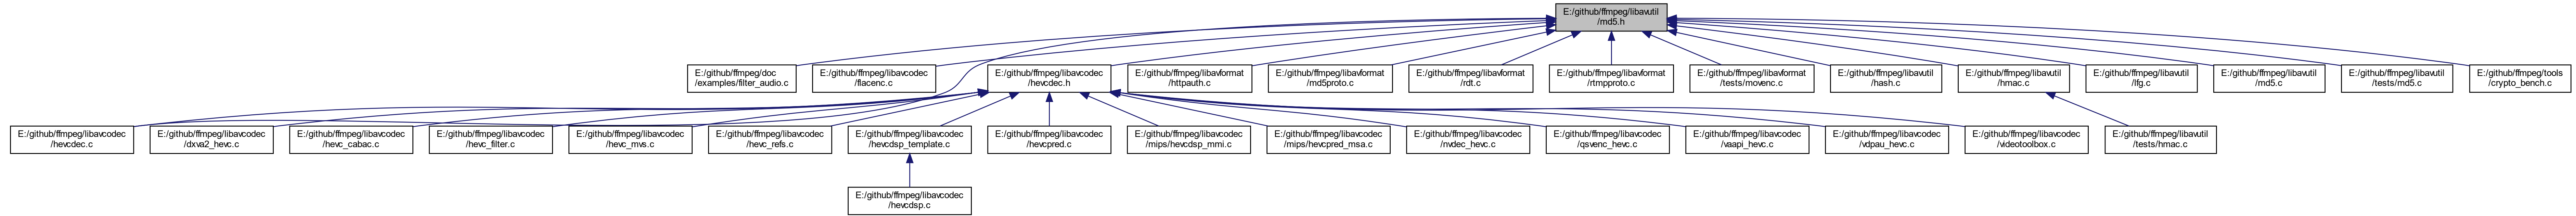 E:/github/ffmpeg/libavutil
/md5.h
E:/github/ffmpeg/doc
/examples/filter_audio.c
E:/github/ffmpeg/libavcodec
/flacenc.c
E:/github/ffmpeg/libavcodec
/hevcdec.h
E:/github/ffmpeg/libavformat
/httpauth.c
E:/github/ffmpeg/libavformat
/md5proto.c
E:/github/ffmpeg/libavformat
/rdt.c
E:/github/ffmpeg/libavformat
/rtmpproto.c
E:/github/ffmpeg/libavformat
/tests/movenc.c
E:/github/ffmpeg/libavutil
/hash.c
E:/github/ffmpeg/libavutil
/hmac.c
E:/github/ffmpeg/libavutil
/lfg.c
E:/github/ffmpeg/libavutil
/md5.c
E:/github/ffmpeg/libavutil
/tests/md5.c
E:/github/ffmpeg/tools
/crypto_bench.c
E:/github/ffmpeg/libavcodec
/hevcdec.c
E:/github/ffmpeg/libavcodec
/dxva2_hevc.c
E:/github/ffmpeg/libavcodec
/hevc_cabac.c
E:/github/ffmpeg/libavcodec
/hevc_filter.c
E:/github/ffmpeg/libavcodec
/hevc_mvs.c
E:/github/ffmpeg/libavcodec
/hevc_refs.c
E:/github/ffmpeg/libavcodec
/hevcdsp_template.c
E:/github/ffmpeg/libavcodec
/hevcpred.c
E:/github/ffmpeg/libavcodec
/mips/hevcdsp_mmi.c
E:/github/ffmpeg/libavcodec
/mips/hevcpred_msa.c
E:/github/ffmpeg/libavcodec
/nvdec_hevc.c
E:/github/ffmpeg/libavcodec
/qsvenc_hevc.c
E:/github/ffmpeg/libavcodec
/vaapi_hevc.c
E:/github/ffmpeg/libavcodec
/vdpau_hevc.c
E:/github/ffmpeg/libavcodec
/videotoolbox.c
E:/github/ffmpeg/libavutil
/tests/hmac.c
E:/github/ffmpeg/libavcodec
/hevcdsp.c